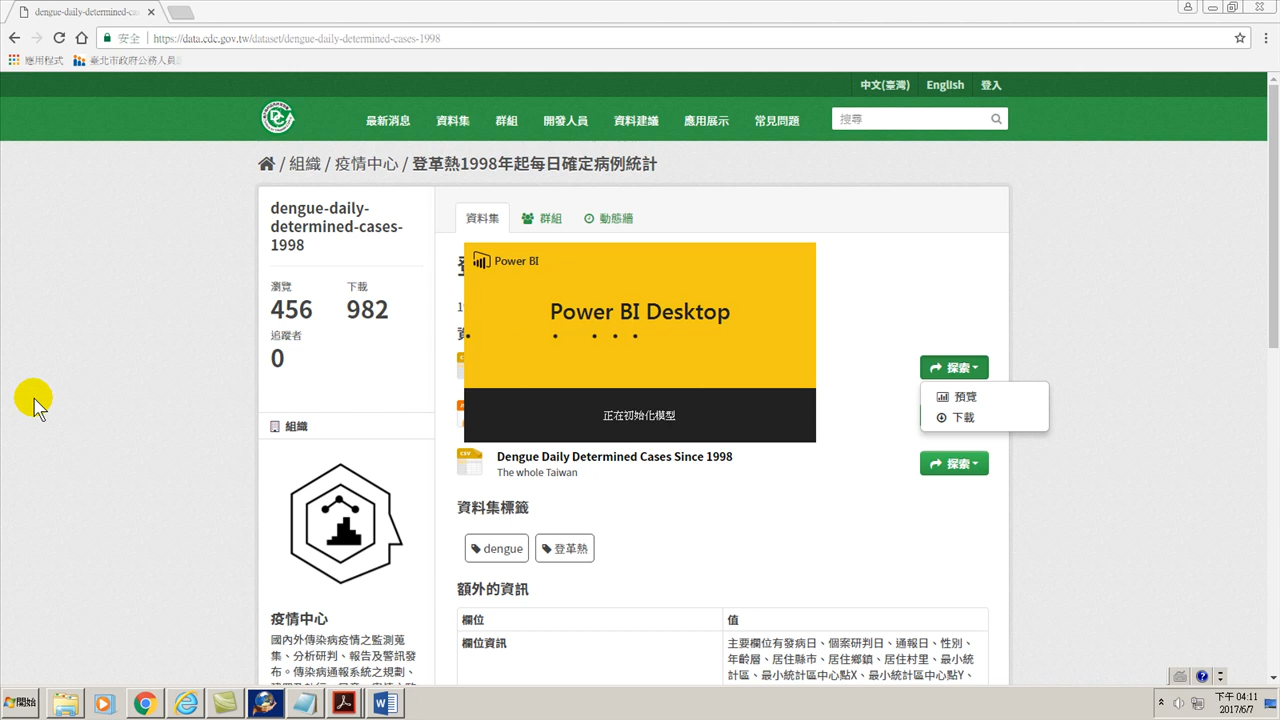 dengue-daily-determined-ca
安全 https://data.cdc.gov.tw/dataset/dengue-daily-determined-cases-1998
應用程式 臺北市政府公務人員
中文(臺灣) English 登入
最新消息 資料集 群組 開發人員 資料建議 應用展示 常見問題 搜尋
/ 組織 / 疫情中心 / 登革熱1998年起每日確定病例統計
dengue-daily-
determined-cases-
1998
瀏覽 下載
456 982
追蹤者
0
組織
疫情中心
國內外傳染病疫情之監測蒐
集、分析研判、報告及警訊發
布。傳染病通報系統之規劃、
資料集 群組 動態牆
Power BI
Power BI Desktop
正在初始化模型
探索
預覽
下載
CSV
Dengue Daily Determined Cases Since 1998
The whole Taiwan
探索
資料集標籤
dengue 登革熱
額外的資訊
欄位 值
欄位資訊 主要欄位有發病日、個案研判日、通報日、性別、
年齡層、居住縣市、居住鄉鎮、居住村里、最小統
計區、最小統計區中心點X、最小統計區中心點Y、
開始
下午 04:11
2017/6/7